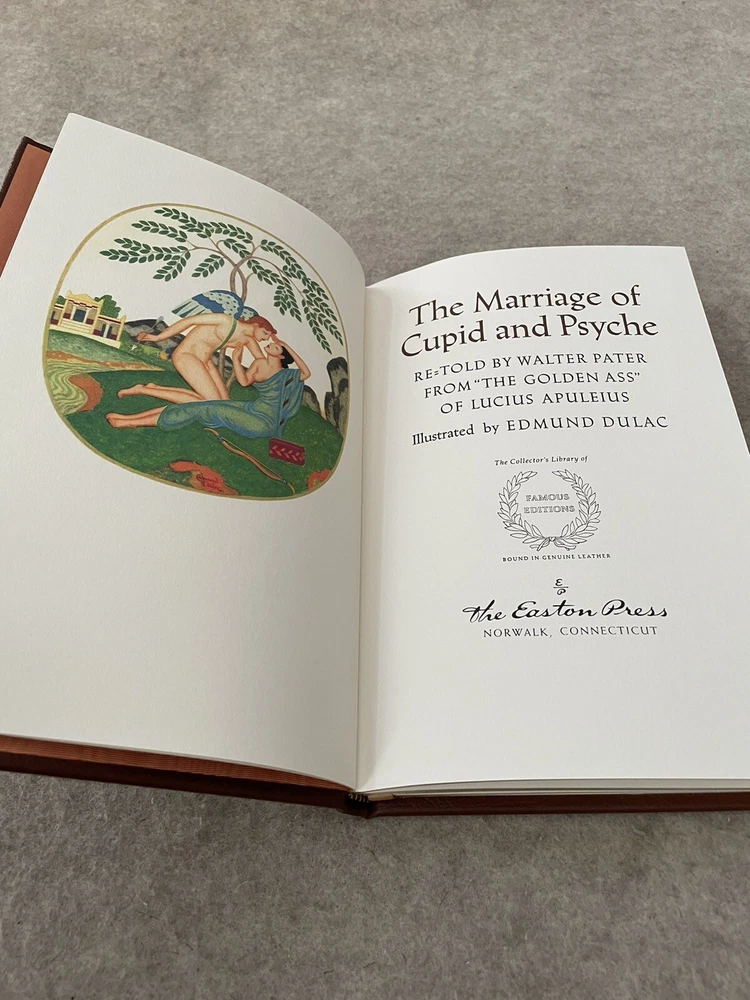 The Marriage of
Cupid and Psyche
RE=TOLD BY WALTER PATER
FROM "THE GOLDEN ASS"
OF LUCIUS APULEIUS
Illustrated by EDMUND DULAC
The Collector's Library of
FAMOUS
EDITIONS
BOUND IN GENUINE LEATHER
E
P
the Easton Press
NORWALK, CONNECTICUT